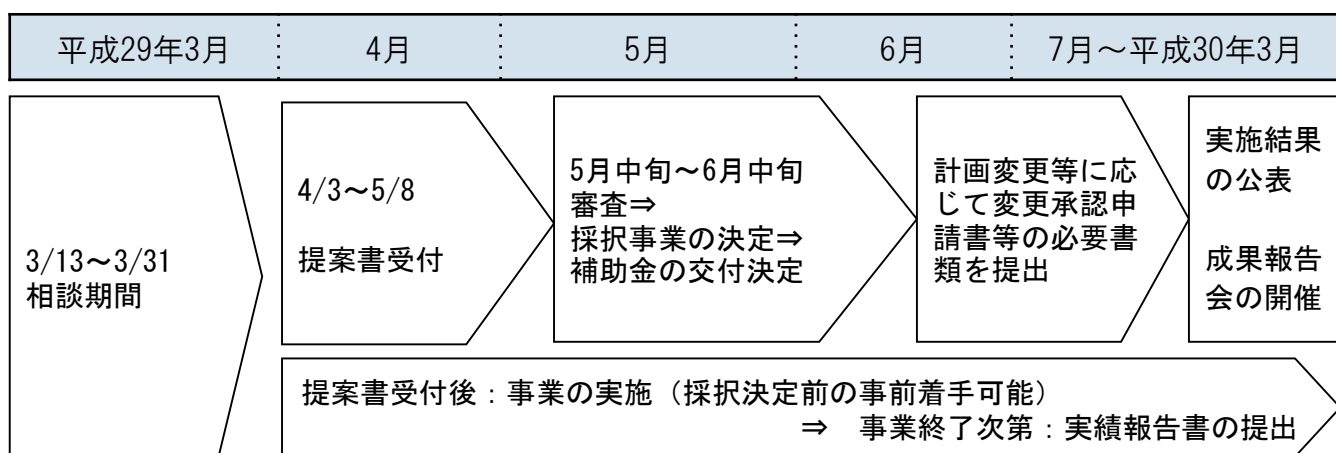 平成29年3月
4月
5月
6月
7月～平成30年3月
3/13～3/31
相談期間
4/3～5/8
提案書受付
5月中旬～6月中旬
審査⇒
採択事業の決定⇒
補助金の交付決定
計画変更等に応
じて変更承認申
請書等の必要書
類を提出
実施結果
の公表
成果報告
会の開催
提案書受付後：事業の実施（採択決定前の事前着手可能）
⇒　事業終了次第：実績報告書の提出